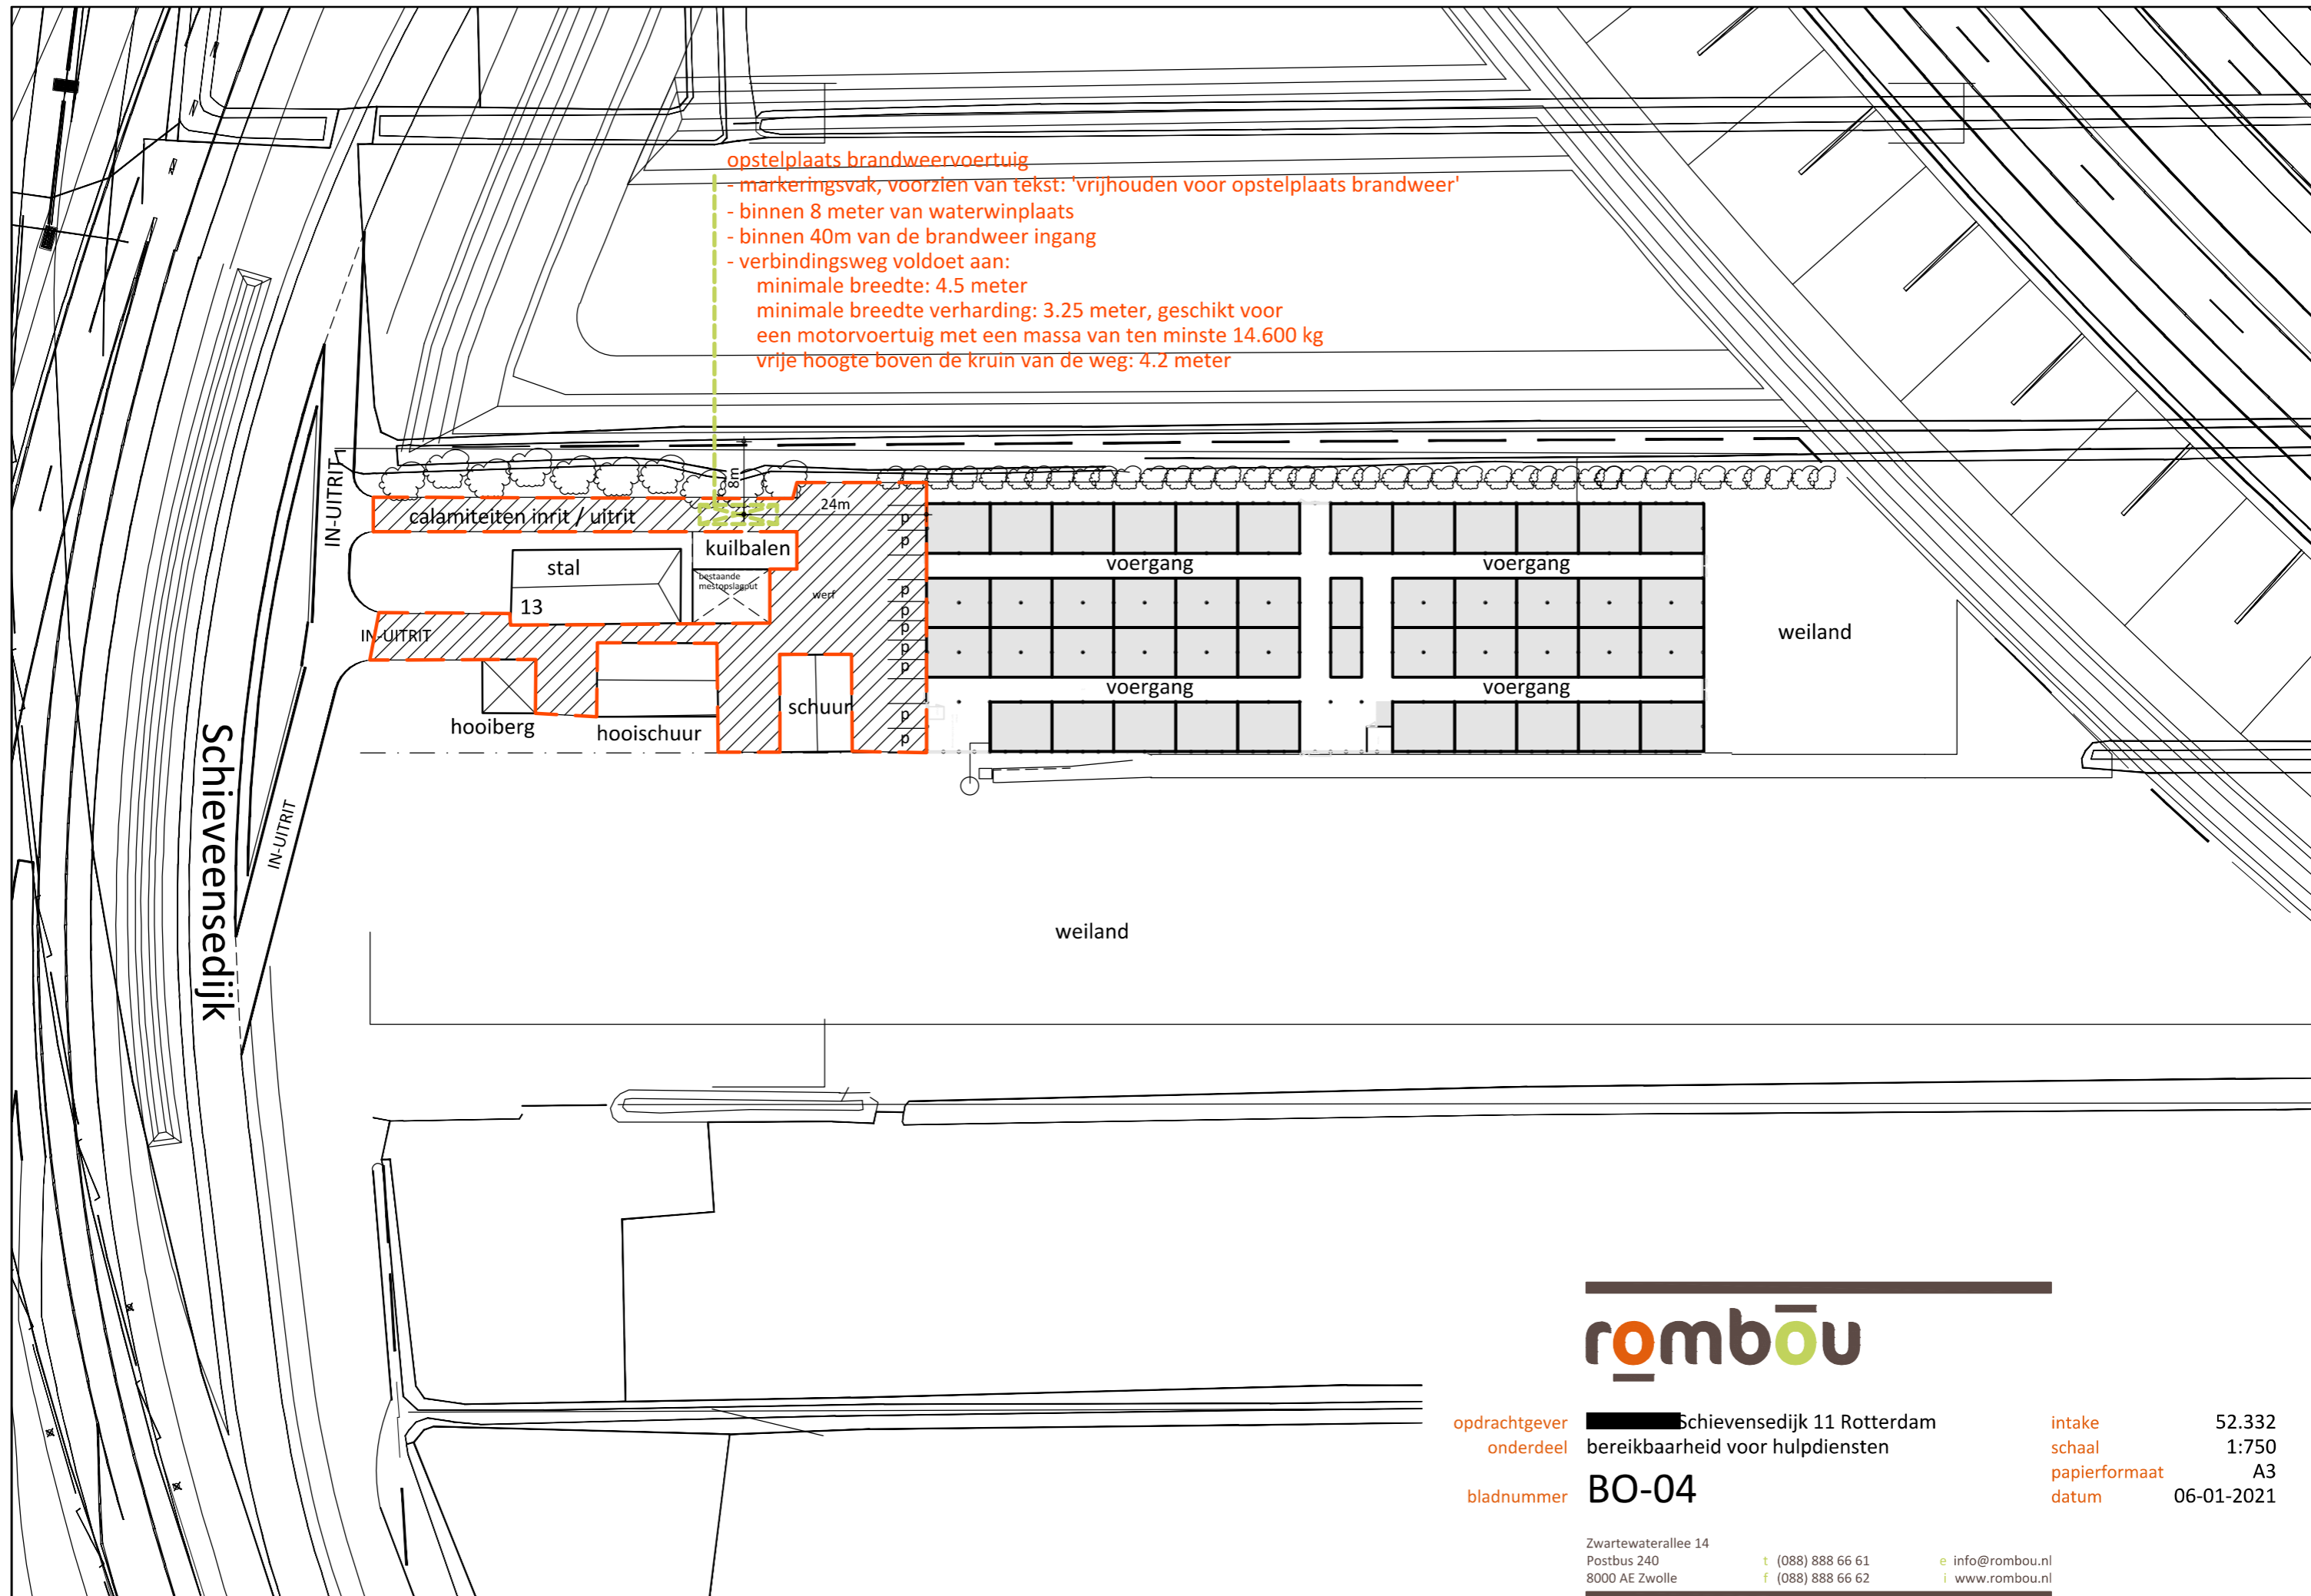 opstelplaats brandweervoertuig
- markeringsvak, voorzien van tekst: 'vrijhouden voor opstelplaats brandweer'
- binnen 8 meter van waterwinplaats
- binnen 40m van de brandweer ingang
- verbindingsweg voldoet aan:
minimale breedte: 4.5 meter
minimale breedte verharding: 3.25 meter, geschikt voor
een motorvoertuig met een massa van ten minste 14.600 kg
vrije hoogte boven de kruin van de weg: 4.2 meter
IN-UITRIT
8m
24m
calamiteiten inrit / uitrit
p
p
kuilbalen
voergang
voergang
stal
bestaande
mestopslagput
werf
p
13
p
p
IN-UITRIT
weiland
p
p
voergang
voergang
schuur
p
hooiberg
hooischuur
p
Schieveensedijk
IN-UITRIT
weiland
rombou
opdrachtgever Schievensedijk 11 Rotterdam
onderdeel bereikbaarheid voor hulpdiensten
bladnummer BO-04
intake 52.332
schaal 1:750
papierformaat A3
datum 06-01-2021
Zwartewaterallee 14
Postbus 240 t (088) 888 66 61 e info@rombou.nl
8000 AE Zwolle f (088) 888 66 62 i www.rombou.nl